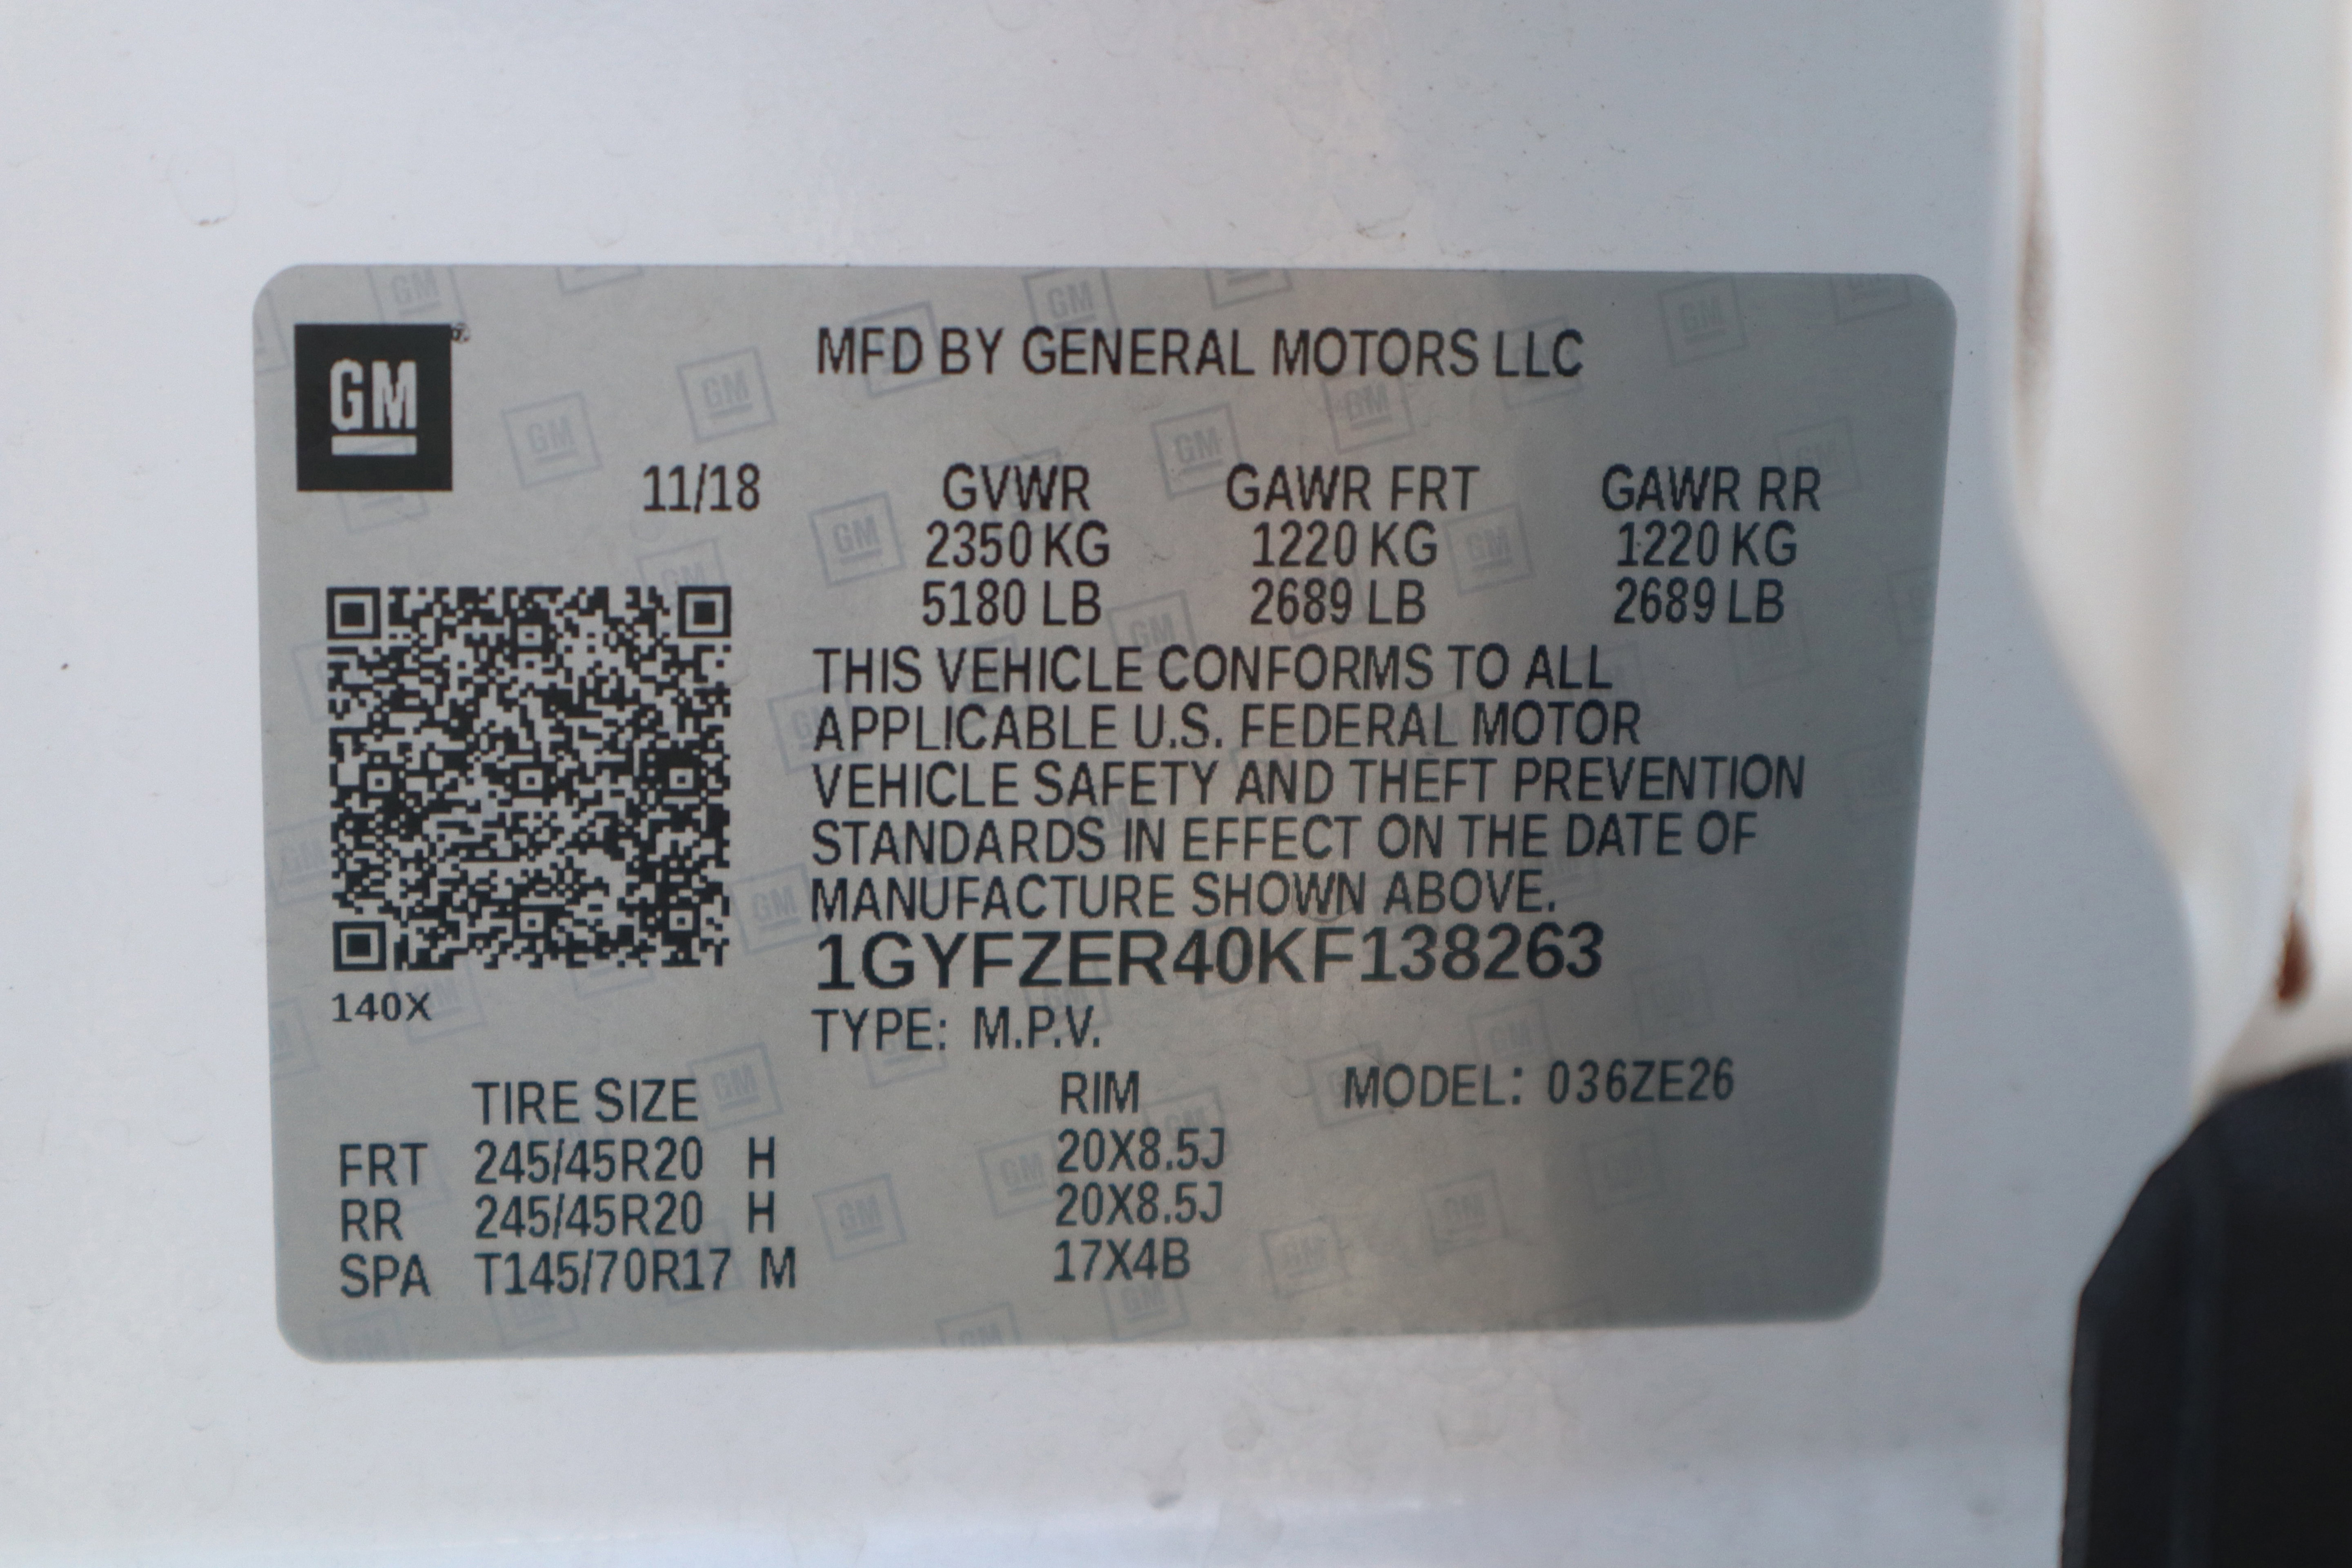 GM
MFD BY GENERAL MOTORS LLC
11/18 GVWR GAWR FRT GAWR RR
2350 KG 1220 KG 1220 KG
5180 LB 2689 LB 2689 LB
THIS VEHICLE CONFORMS TO ALL
APPLICABLE U.S. FEDERAL MOTOR
VEHICLE SAFETY AND THEFT PREVENTION
STANDARDS IN EFFECT ON THE DATE OF
MANUFACTURE SHOWN ABOVE.
1GYFZER40KF138263
140X
TYPE: M.P.V.
TIRE SIZE RIM MODEL: 036ZE26
FRT 245/45R20 H 20X8.5J
RR 245/45R20 H 20X8.5J
SPA T145/70R17 M 17X4B